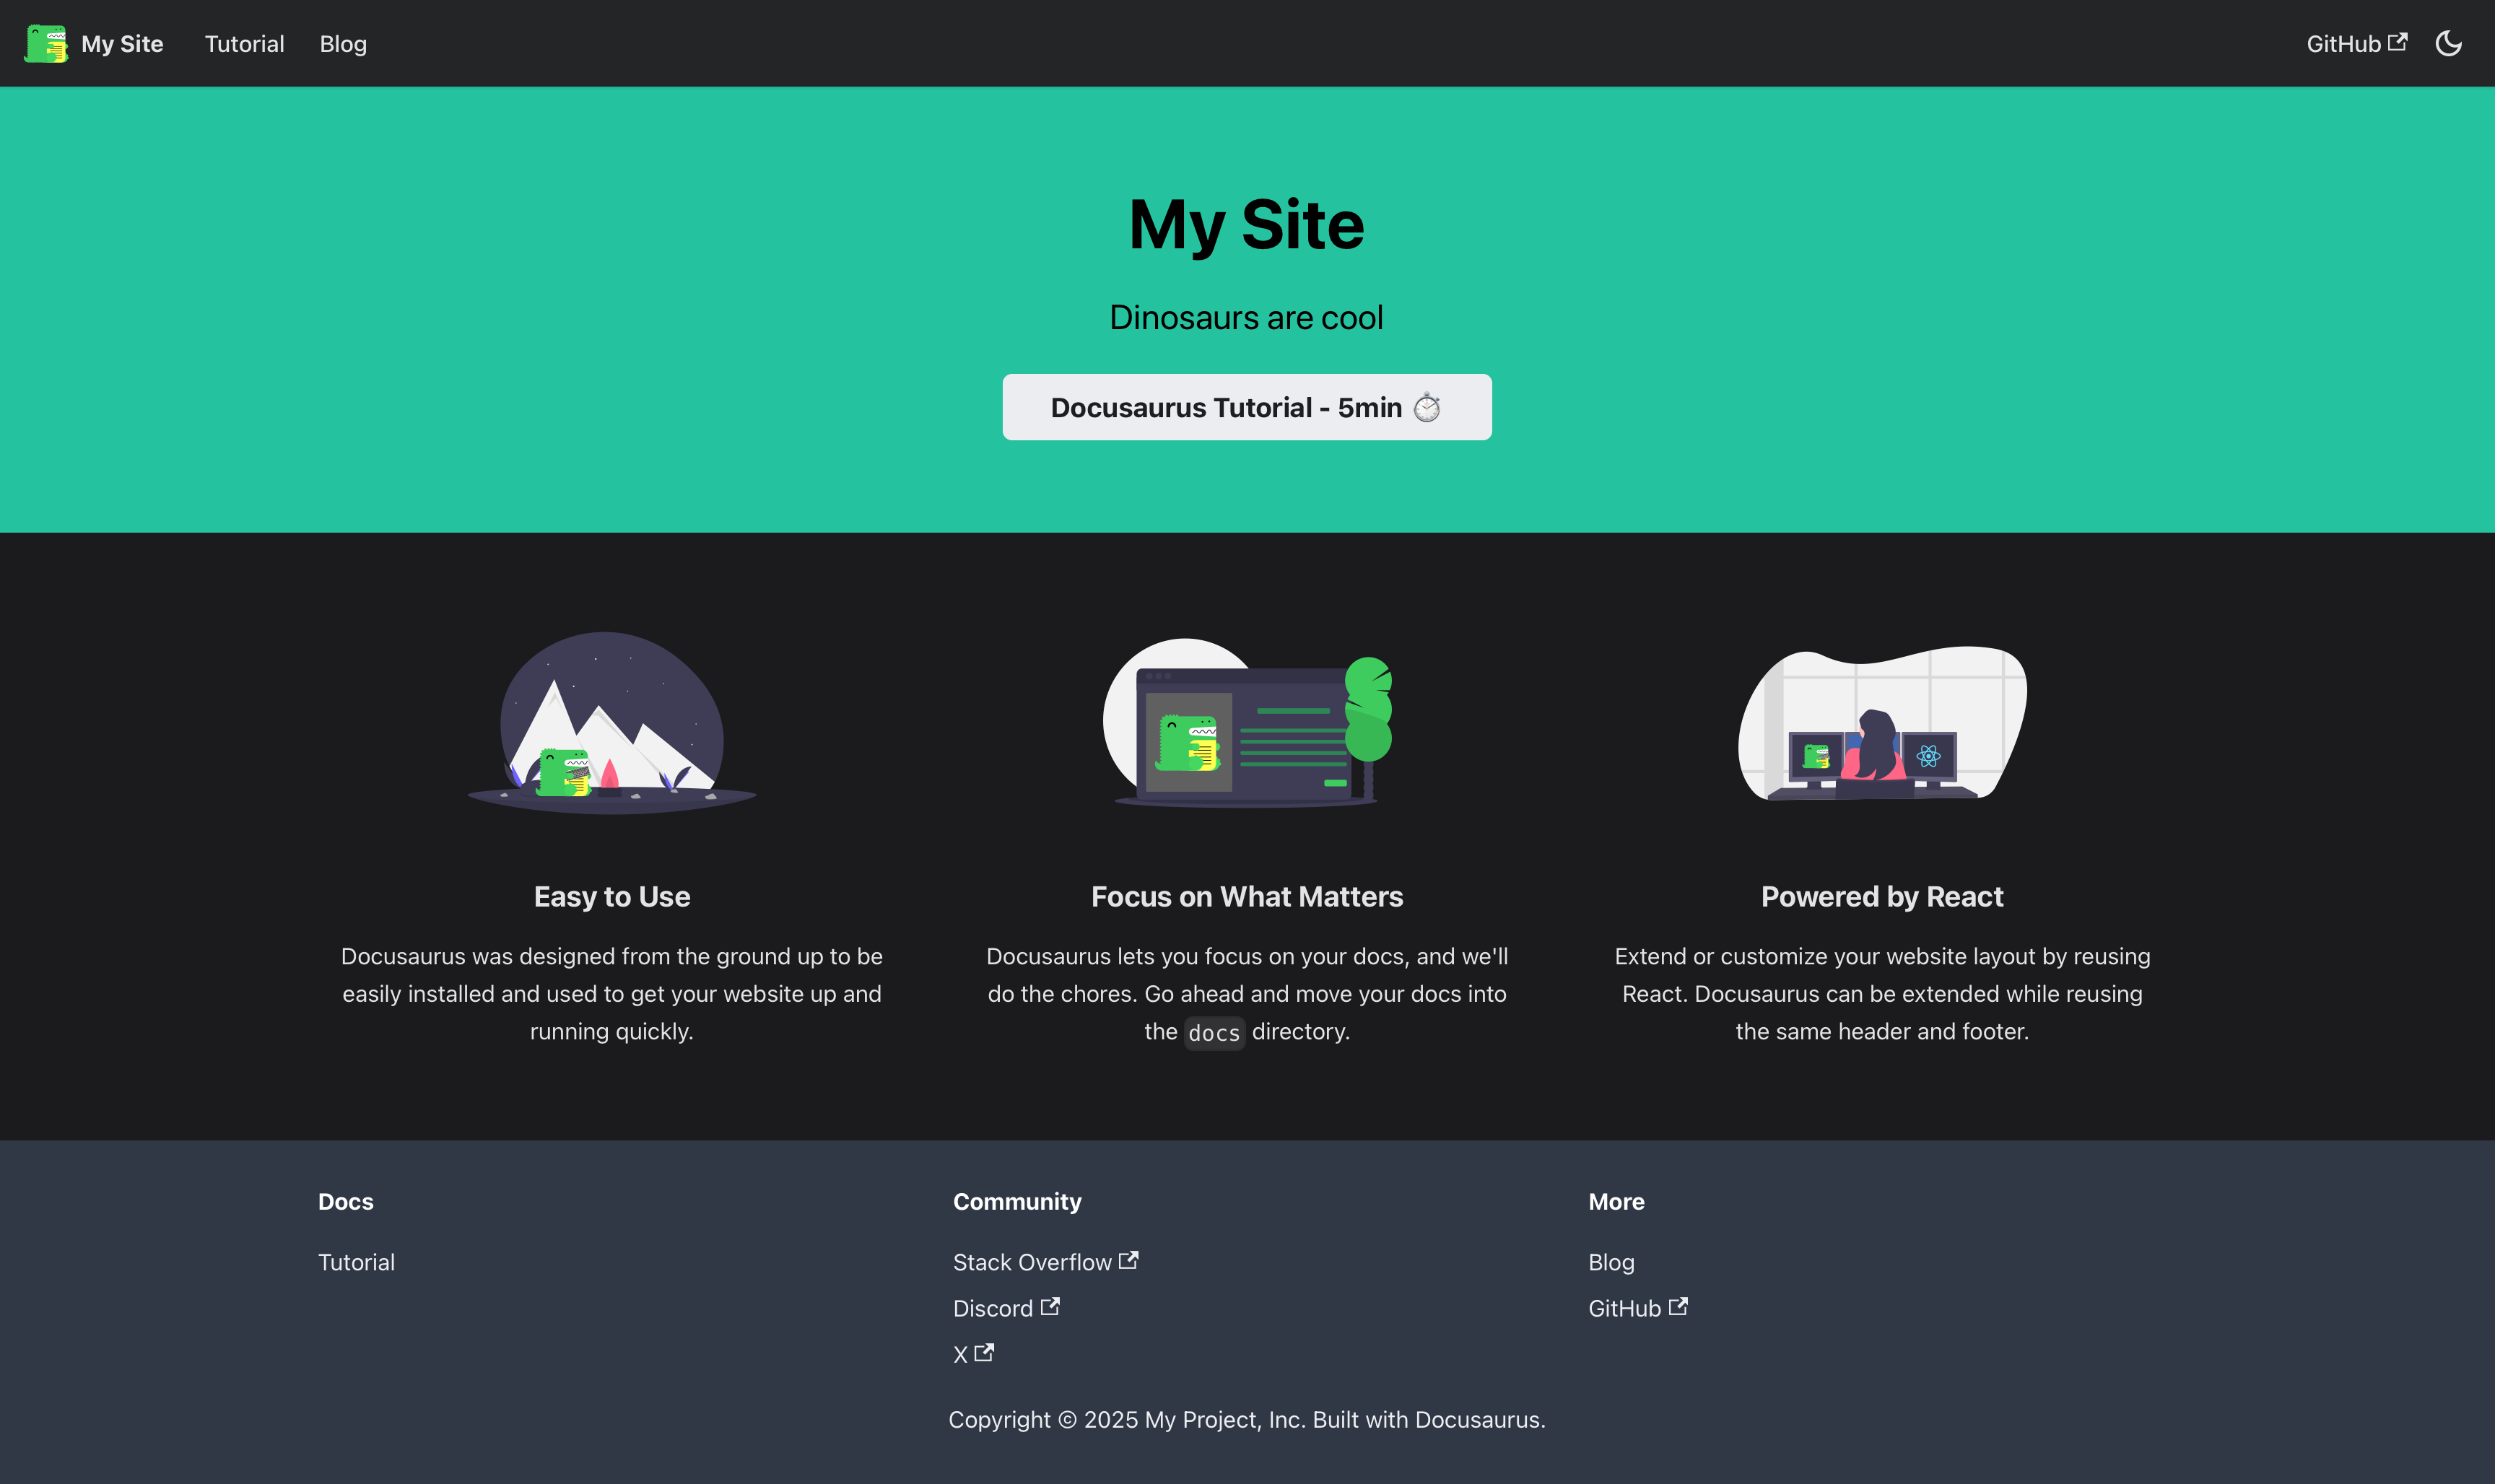 My Site Tutorial Blog GitHub
My Site
Dinosaurs are cool
Docusaurus Tutorial - 5min ⏱️
Easy to Use
Docusaurus was designed from the ground up to be
easily installed and used to get your website up and
running quickly.
Focus on What Matters
Docusaurus lets you focus on your docs, and we'll
do the chores. Go ahead and move your docs into
the docs directory.
Powered by React
Extend or customize your website layout by reusing
React. Docusaurus can be extended while reusing
the same header and footer.
Docs
Tutorial
Community
Stack Overflow
Discord
X
More
Blog
GitHub
Copyright © 2025 My Project, Inc. Built with Docusaurus.